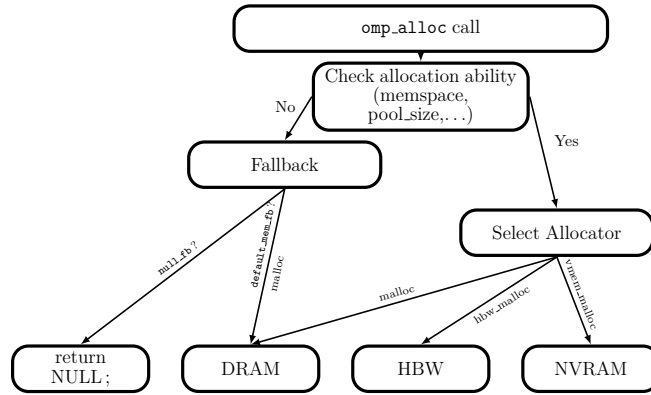 omp_alloc call
Check allocation ability
(memspace,
pool_size,...)
No
Yes
Fallback
Select Allocator
null_fb?
default_mem_fb?
malloc
malloc
hbw_malloc
vmem_malloc
return
NULL;
DRAM
HBW
NVRAM